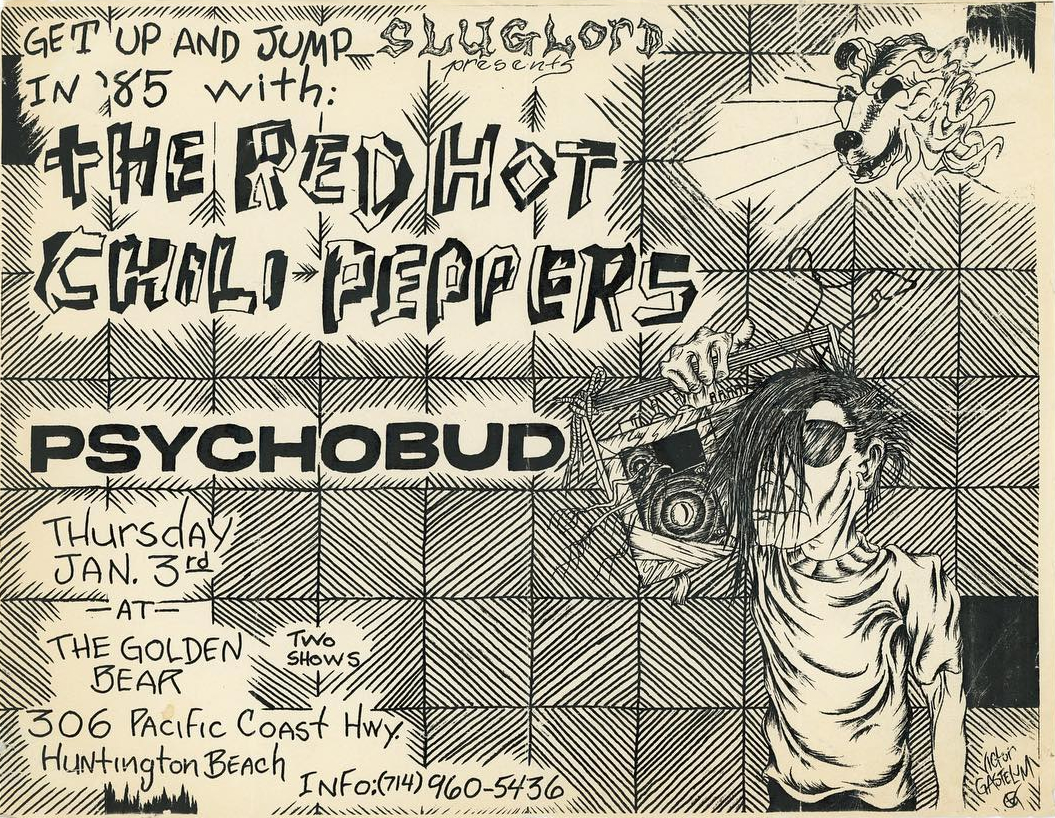 GET UP AND JUMP
IN '85 with:
SLUGLORD
presents
THE RED HOT
CHILI PEPPERS
PSYCHOBUD
Thursday
JAN. 3rd
—AT—
THE GOLDEN
BEAR
TWO
SHOWS
306 PACIFIC COAST HWY.
HUNTINGTON BEACH
INFO:(714) 960-5436
VICTOR
GASTELUM